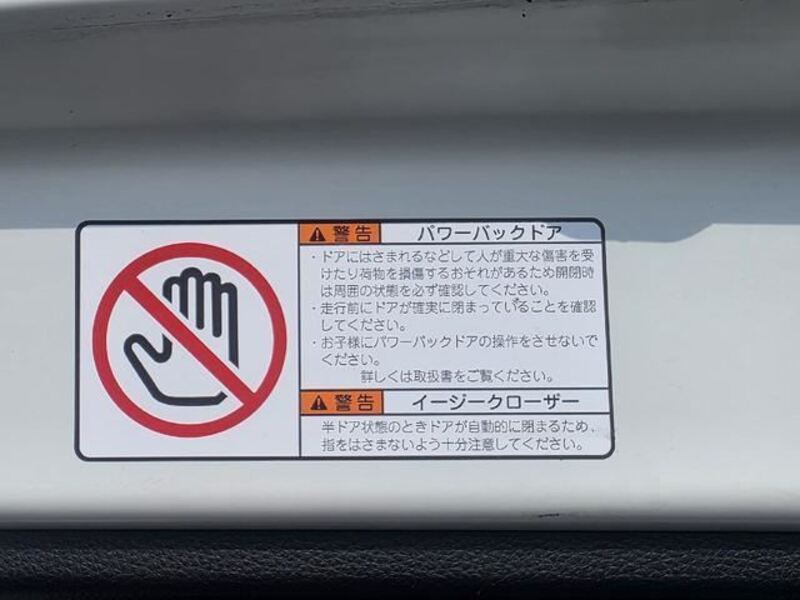 警告 パワーバックドア
・ドアにはさまれるなどして人が重大な傷害を受
けたり荷物を損傷するおそれがあるため開閉時
は周囲の状態を必ず確認してください。
・走行前にドアが確実に閉まっていることを確認
してください。
・お子様にパワーバックドアの操作をさせないで
ください。
詳しくは取扱書をご覧ください。
警告 イージークローザー
半ドア状態のときドアが自動的に閉まるため、
指をはさまないよう十分注意してください。